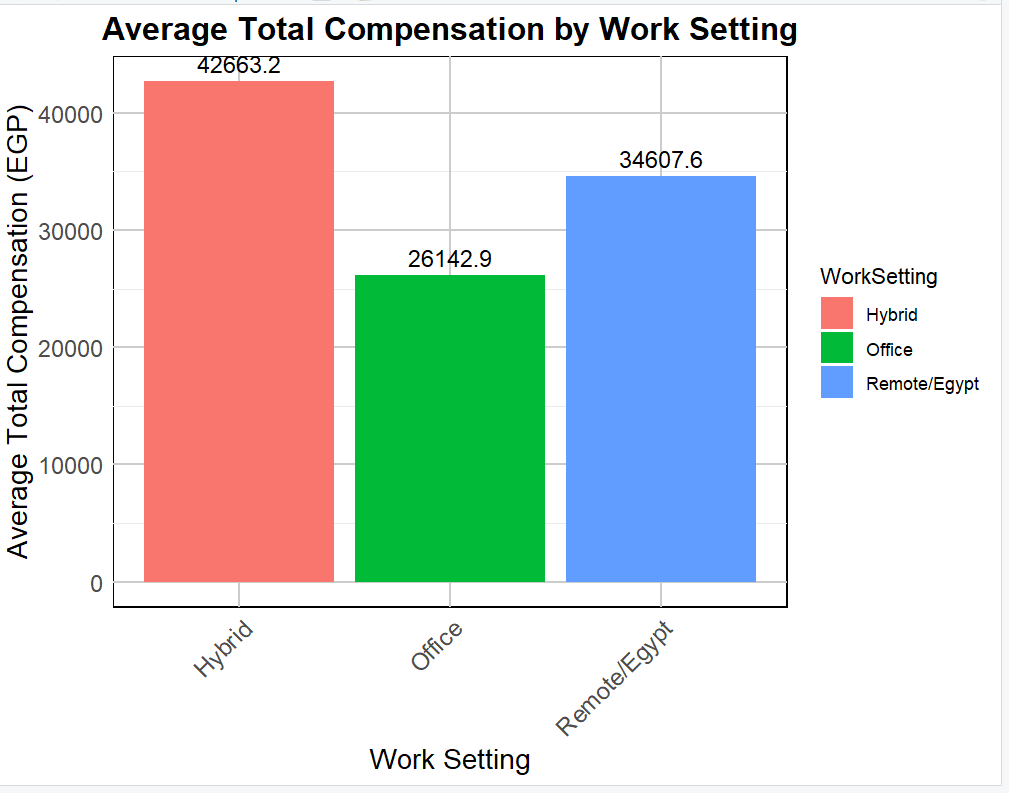 Average Total Compensation by Work Setting
42663.2
34607.6
26142.9
Average Total Compensation (EGP)
40000
30000
20000
10000
0
Hybrid
Office
Remote/Egypt
Work Setting
WorkSetting
Hybrid
Office
Remote/Egypt